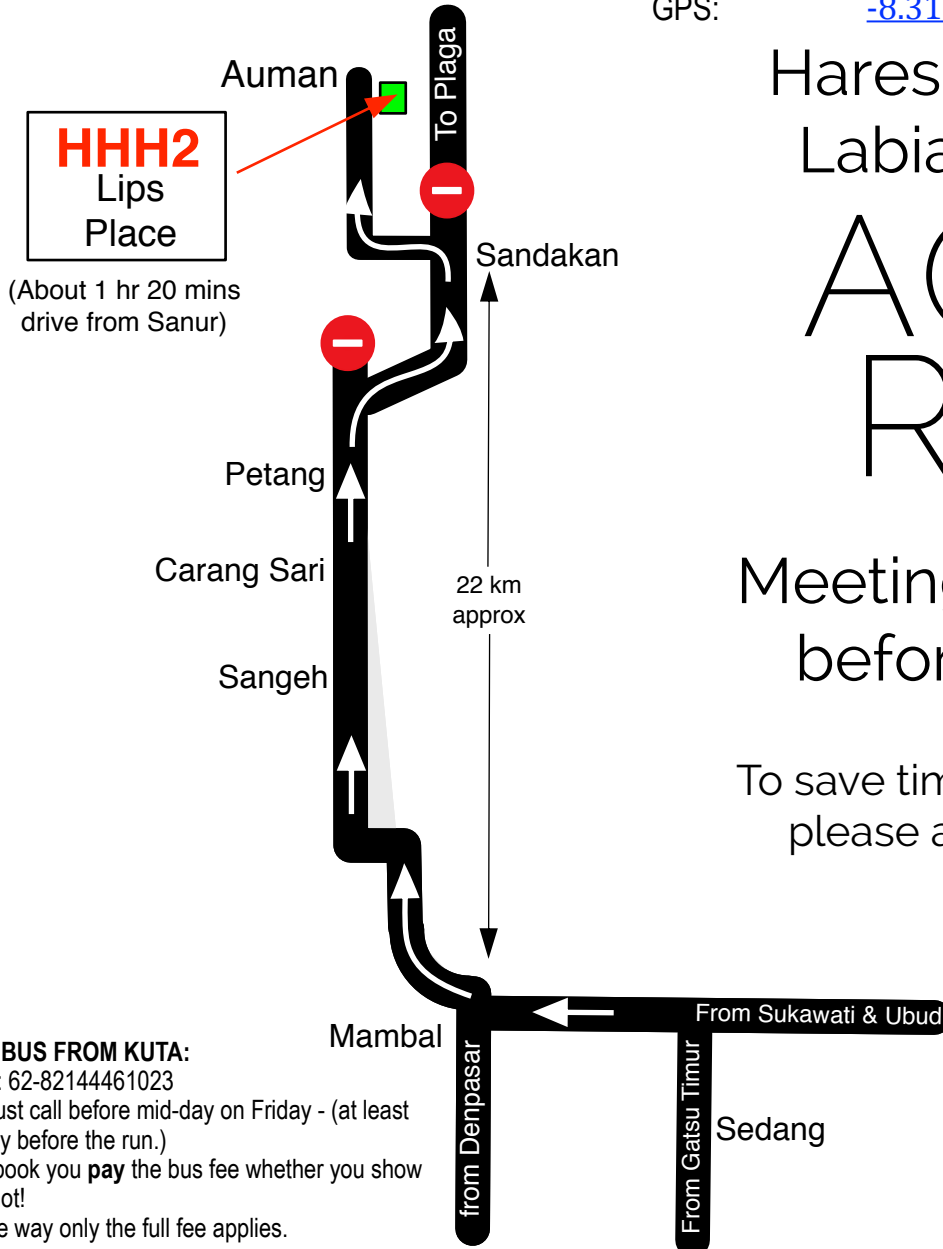 GPS: -8.31
Hares
Labia
AG
R
Meeting
befor
To save tim
please a
Auman
To Plaga
HHH2
Lips
Place
(About 1 hr 20 mins
drive from Sanur)
Sandakan
Petang
Carang Sari
22 km
approx
Sangeh
From Sukawati & Ubud
Mambal
from Denpasar
From Gatsu Timur
Sedang
BUS FROM KUTA:
: 62-82144461023
ust call before mid-day on Friday - (at least
y before the run.)
book you pay the bus fee whether you show
ot!
e way only the full fee applies.